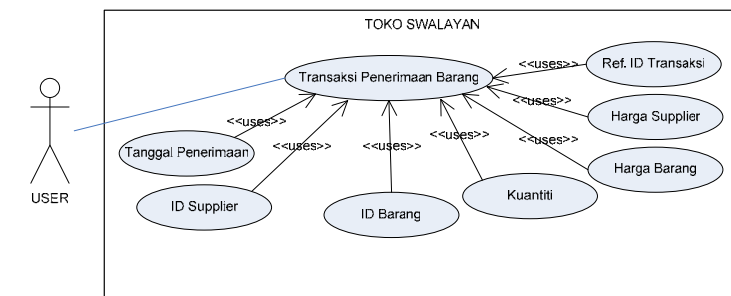 TOKO SWALAYAN
<<uses>>
Ref. ID Transaksi
Transaksi Penerimaan Barang
<<uses>>
Harga Supplier
<<uses>>
<<uses>>
<<uses>>
Tanggal Penerimaan
<<uses>>
<<uses>>
Harga Barang
USER
ID Supplier
ID Barang
Kuantiti